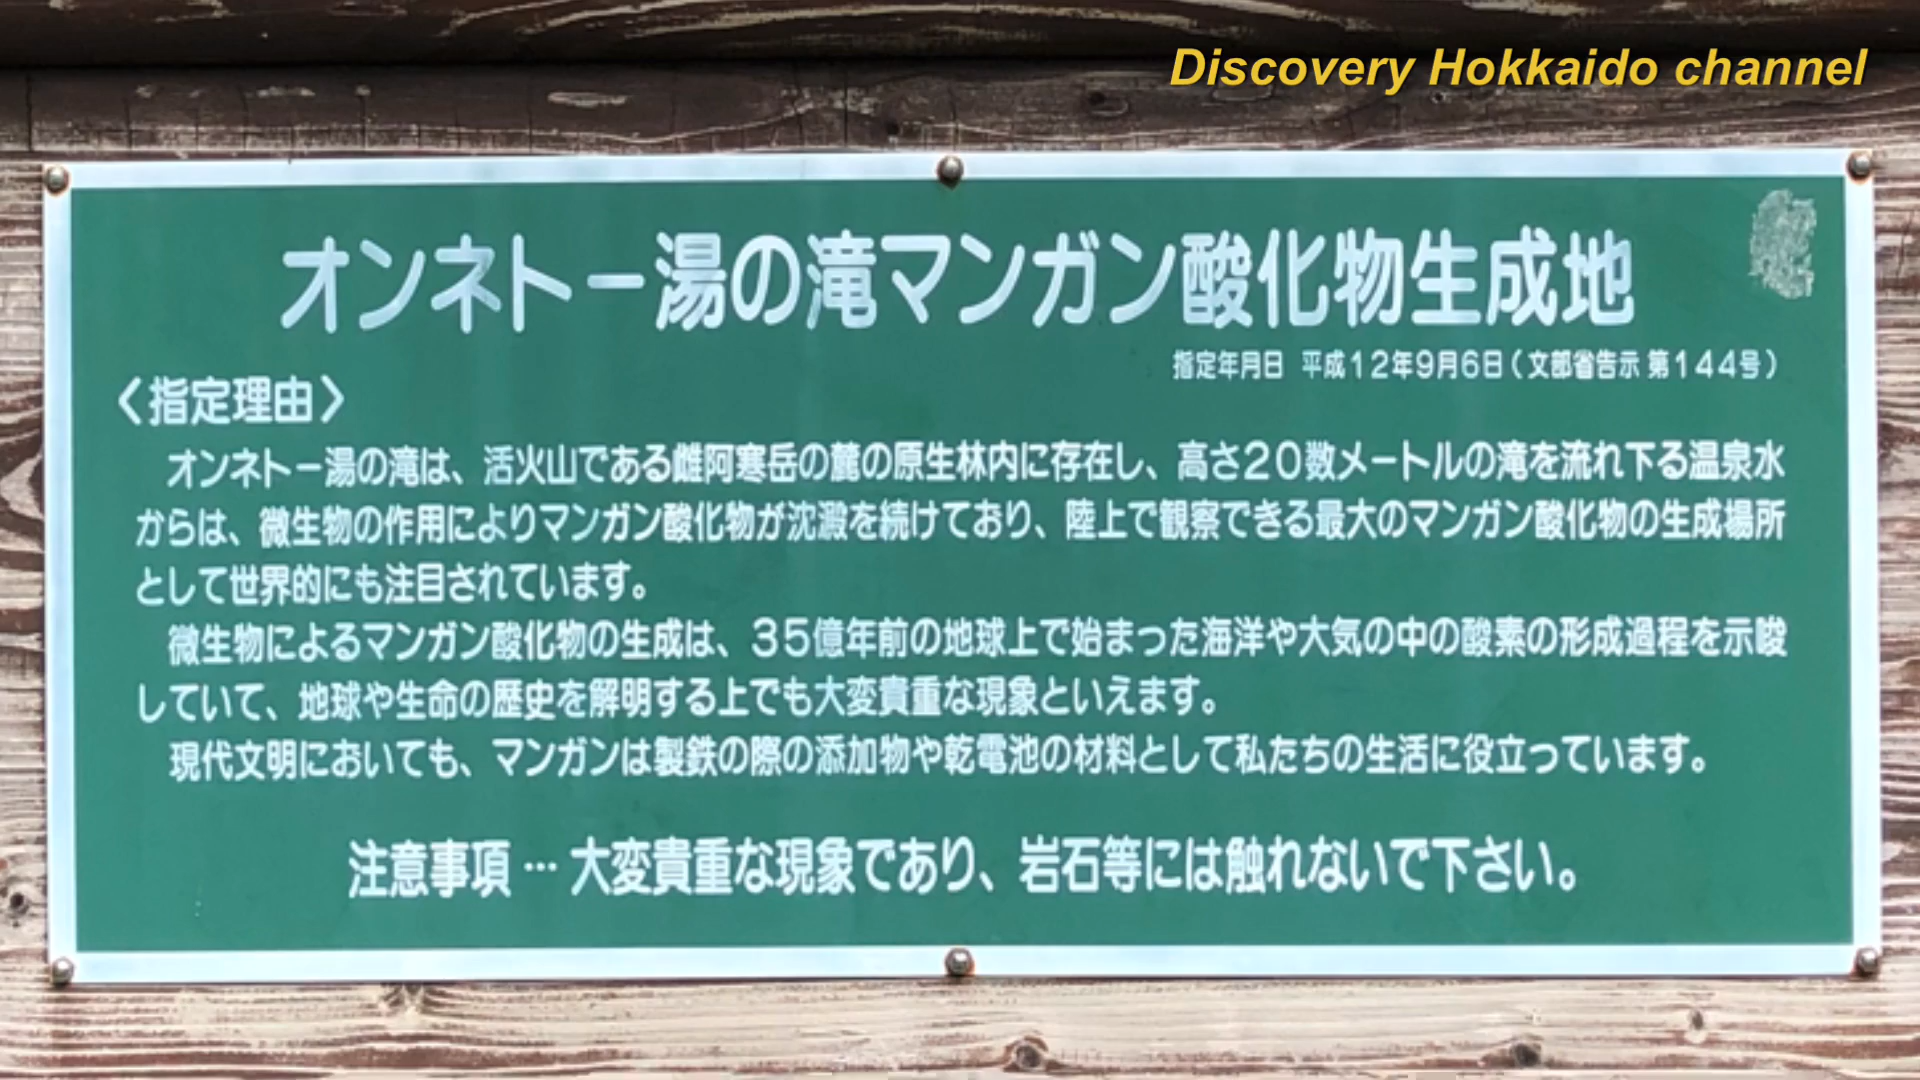 Discovery Hokkaido channel
オンネトー湯の滝マンガン酸化物生成地
指定年月日 平成12年9月6日(文部省告示 第144号)
〈指定理由〉
オンネトー湯の滝は、活火山である雌阿寒岳の麓の原生林内に存在し、高さ20数メートルの滝を流れ下る温泉水
からは、微生物の作用によりマンガン酸化物が沈澱を続けており、陸上で観察できる最大のマンガン酸化物の生成場所
として世界的にも注目されています。
微生物によるマンガン酸化物の生成は、35億年前の地球上で始まった海洋や大気の中の酸素の形成過程を示唆
していて、地球や生命の歴史を解明する上でも大変貴重な現象といえます。
現代文明においても、マンガンは製鉄の際の添加物や乾電池の材料として私たちの生活に役立っています。
注意事項…大変貴重な現象であり、岩石等には触れないで下さい。